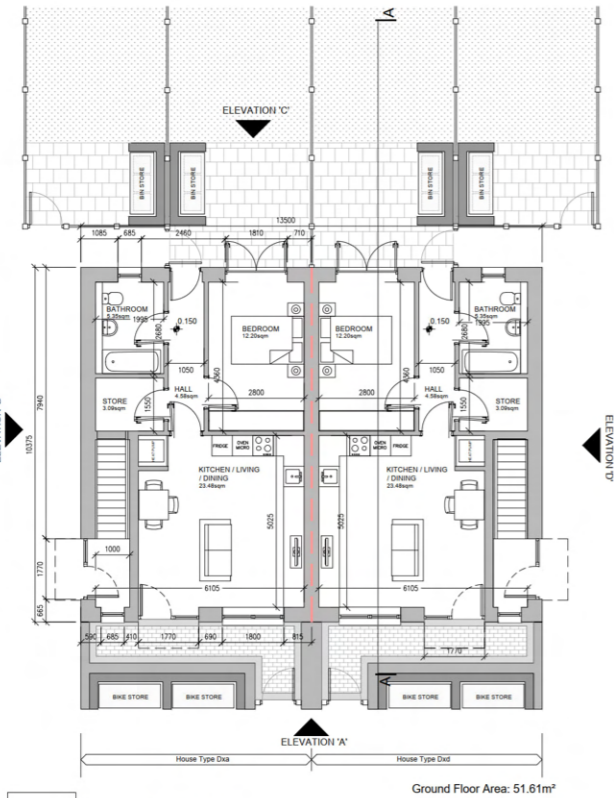 A
ELEVATION 'C'
BIN STORE
BIN STORE
BIN STORE
BIN STORE
13500
1085
685
2460
1810
710
BATHROOM
5.35sqm
1995
2680
0.150
BEDROOM
12.20sqm
BEDROOM
12.20sqm
0.150
BATHROOM
5.35sqm
1995
2680
1050
4360
1050
STORE
3.09sqm
1550
HALL
4.58sqm
2800
2800
HALL
4.58sqm
1550
STORE
3.09sqm
7940
10375
ELEVATION 'D'
FRIDGE
OVEN
MICRO
OVEN
MICRO
FRIDGE
KITCHEN / LIVING
/ DINING
23.48sqm
KITCHEN / LIVING
/ DINING
23.48sqm
5025
5025
1000
6105
6105
1770
665
590
685
410
1770
690
1800
815
1770
A
BIKE STORE
BIKE STORE
BIKE STORE
BIKE STORE
ELEVATION 'A'
House Type Dxa
House Type Dxd
Ground Floor Area: 51.61m²